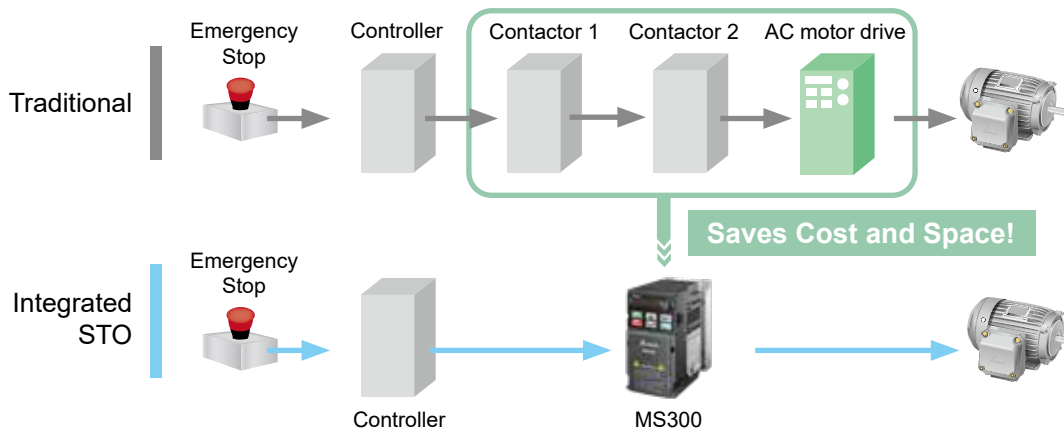 Emergency
Stop
Controller
Contactor 1
Contactor 2
AC motor drive
Traditional
Saves Cost and Space!
Emergency
Stop
Integrated
STO
Controller
MS300